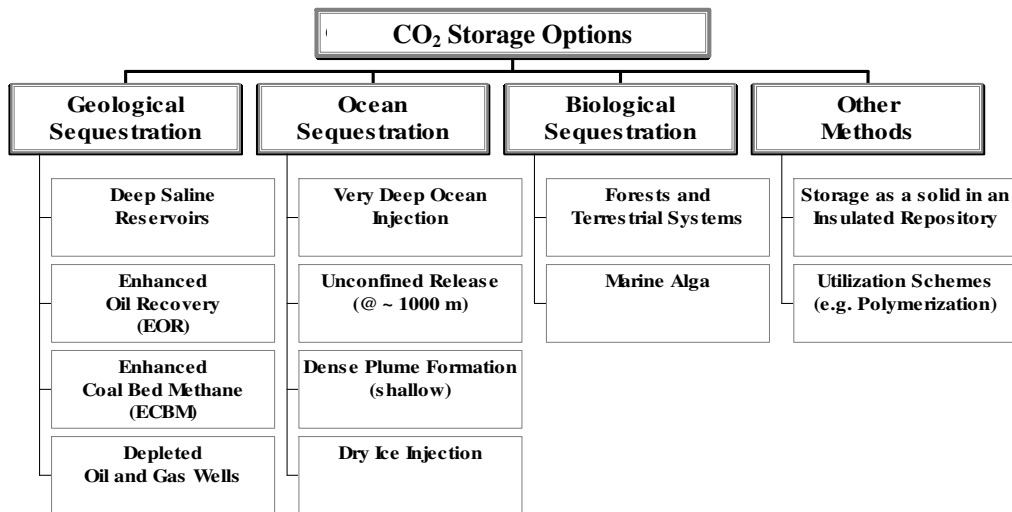 CO₂ Storage Options
Geological
Sequestration
Deep Saline
Reservoirs
Enhanced
Oil Recovery
(EOR)
Enhanced
Coal Bed Methane
(ECBM)
Depleted
Oil and Gas Wells
Ocean
Sequestration
Very Deep Ocean
Injection
Unconfined Release
(@ ~ 1000 m)
Dense Plume Formation
(shallow)
Dry Ice Injection
Biological
Sequestration
Forests and
Terrestrial Systems
Marine Alga
Other
Methods
Storage as a solid in an
Insulated Repository
Utilization Schemes
(e.g. Polymerization)